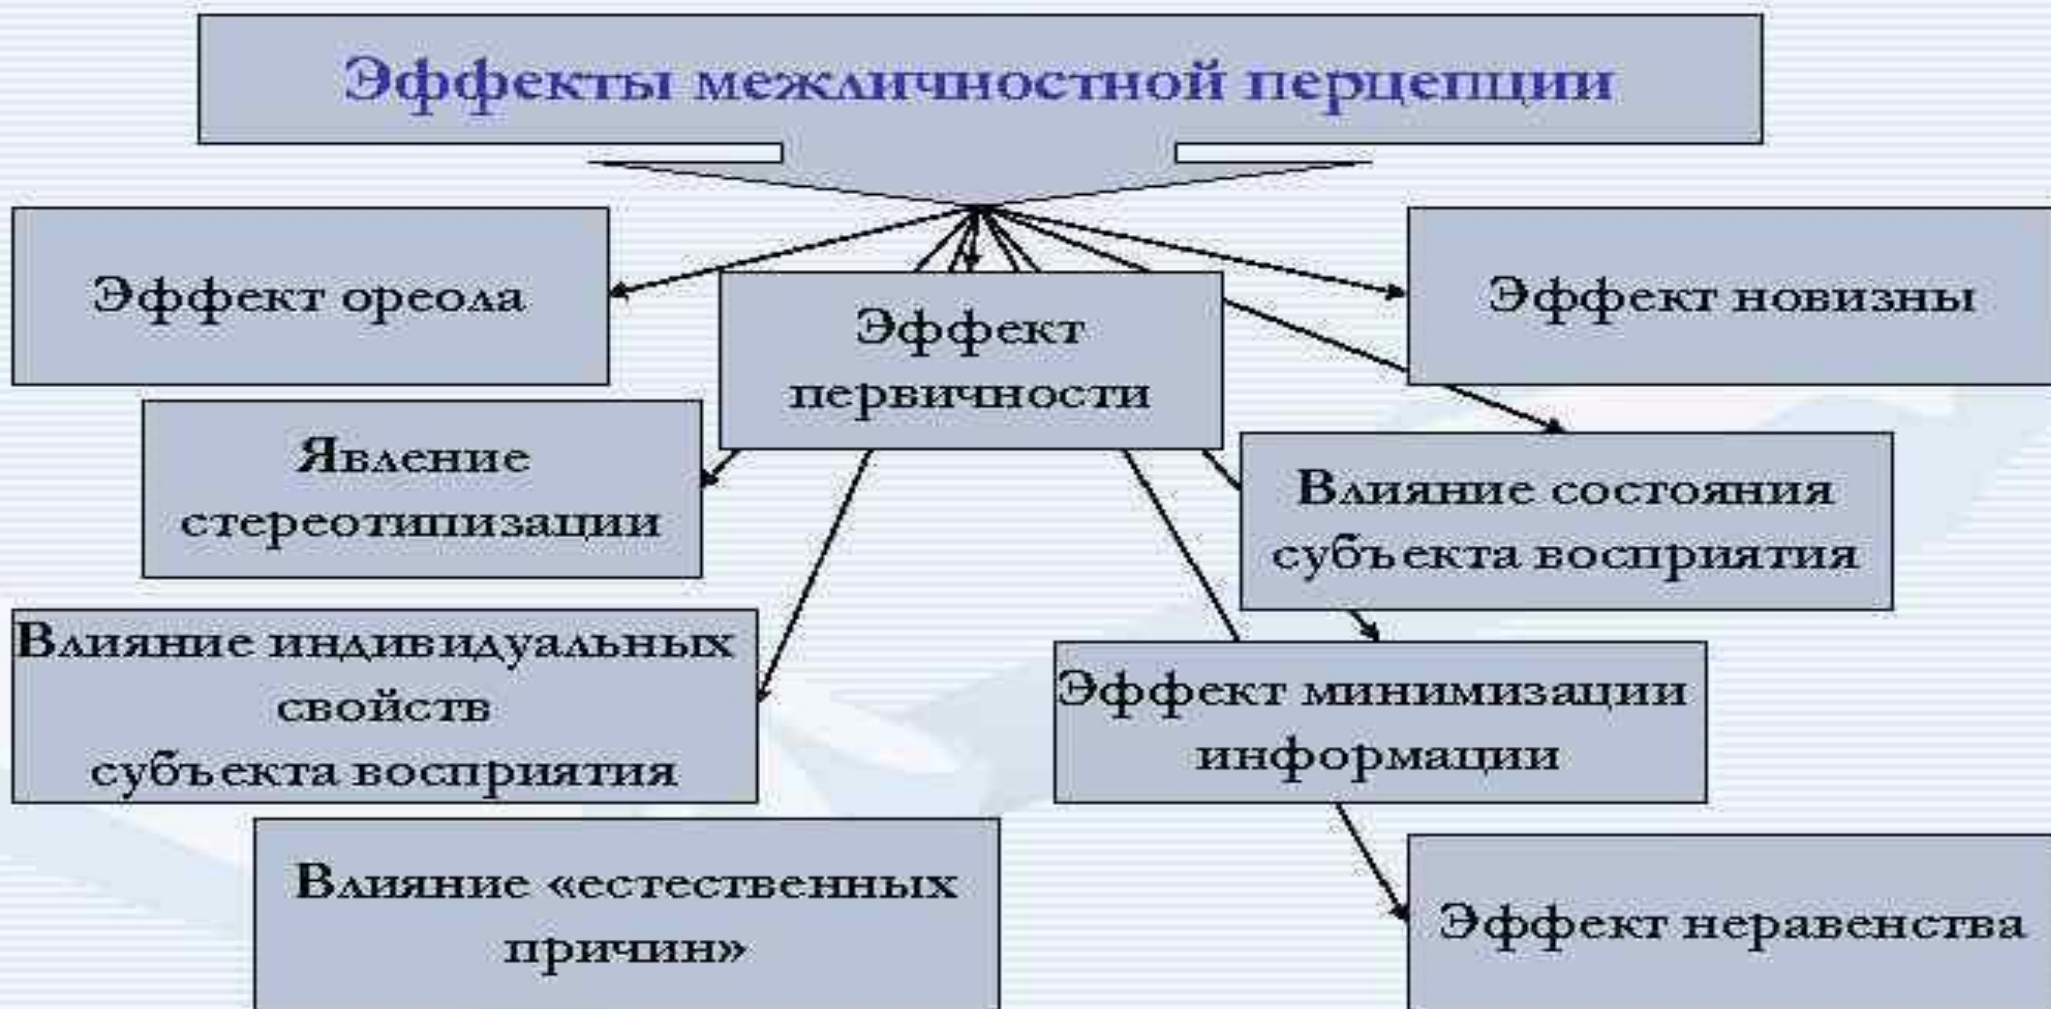 Эффекты межличностной перцепции
Эффект ореола
Эффект
первичности
Эффект новизны
Явление
стереотипизации
Влияние состояния
субъекта восприятия
Влияние индивидуальных
свойств
субъекта восприятия
Эффект минимизации
информации
Влияние «естественных
причин»
Эффект неравенства